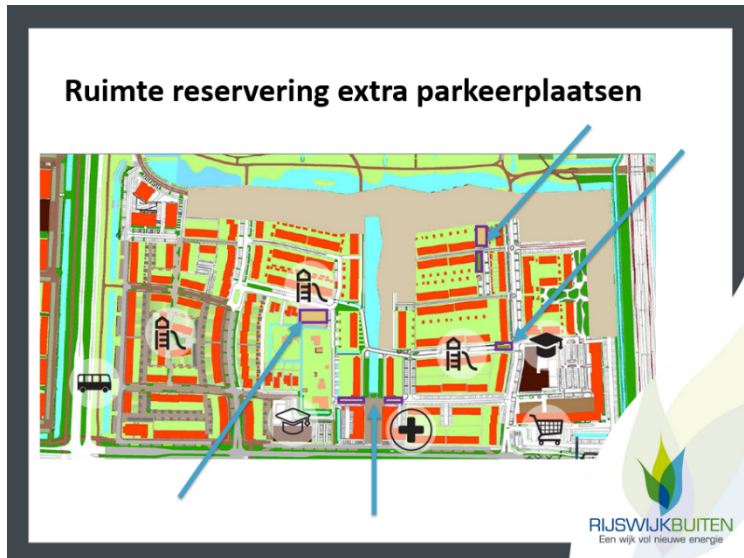 Ruimte reservering extra parkeerplaatsen
RIJSWIJKBUITEN
Een wijk vol nieuwe energie